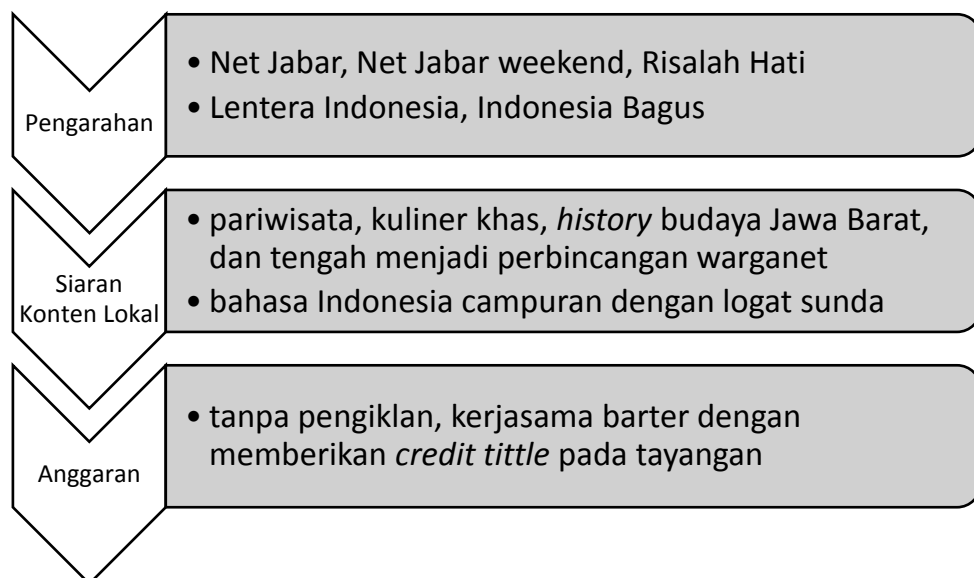 Pengarahan
• Net Jabar, Net Jabar weekend, Risalah Hati
• Lentera Indonesia, Indonesia Bagus
Siaran
Konten Lokal
• pariwisata, kuliner khas, history budaya Jawa Barat,
dan tengah menjadi perbincangan warganet
• bahasa Indonesia campuran dengan logat sunda
Anggaran
• tanpa pengiklan, kerjasama barter dengan
memberikan credit tittle pada tayangan